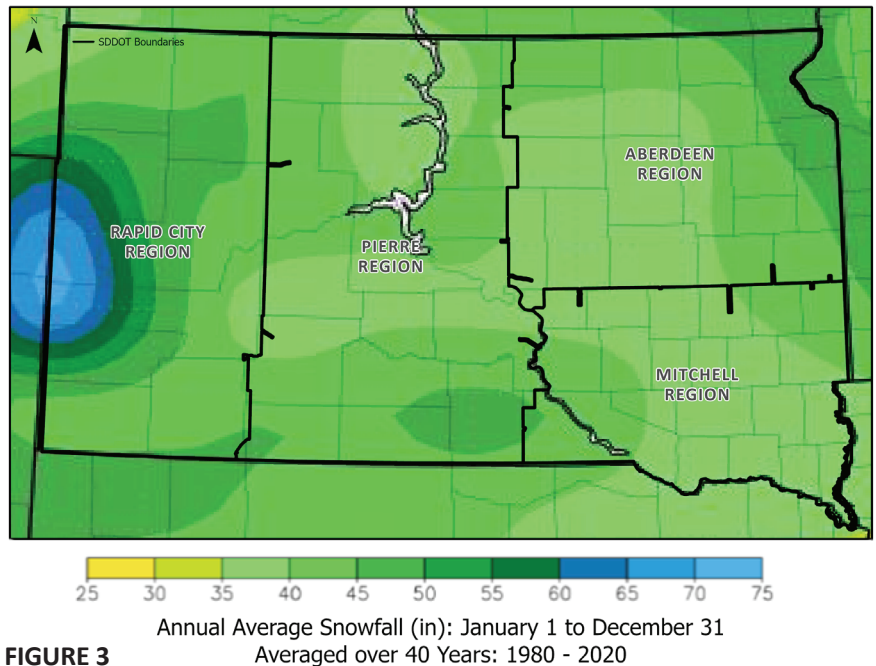 N
SDDOT Boundaries
ABERDEEN
REGION
RAPID CITY
REGION
PIERRE
REGION
MITCHELL
REGION
25 30 35 40 45 50 55 60 65 70 75
Annual Average Snowfall (in): January 1 to December 31
FIGURE 3 Averaged over 40 Years: 1980 - 2020